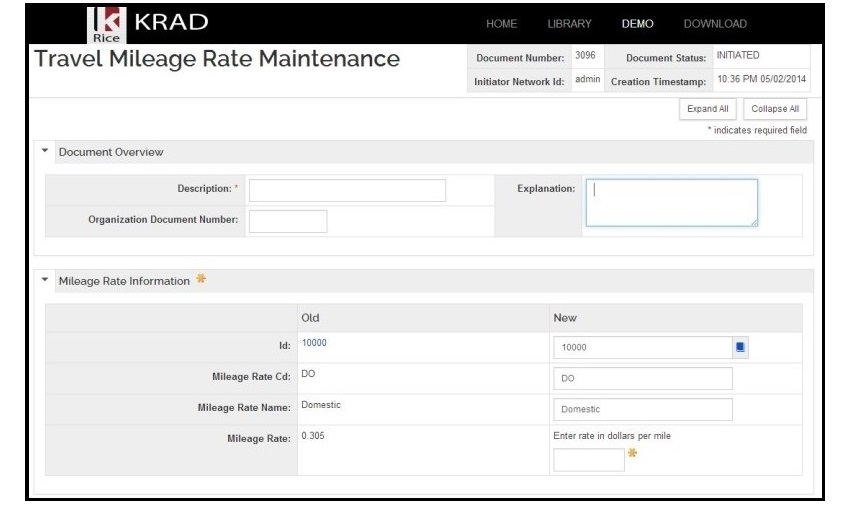 Rice KRAD
HOME LIBRARY DEMO DOWNLOAD
Travel Mileage Rate Maintenance
Document Number: 3096 Document Status: INITIATED
Initiator Network Id: admin Creation Timestamp: 10:36 PM 05/02/2014
Expand All Collapse All
* indicates required field
Document Overview
Description: * Explanation:
Organization Document Number:
Mileage Rate Information
Old New
Id: 10000 10000
Mileage Rate Cd: DO DO
Mileage Rate Name: Domestic Domestic
Mileage Rate: 0.305 Enter rate in dollars per mile